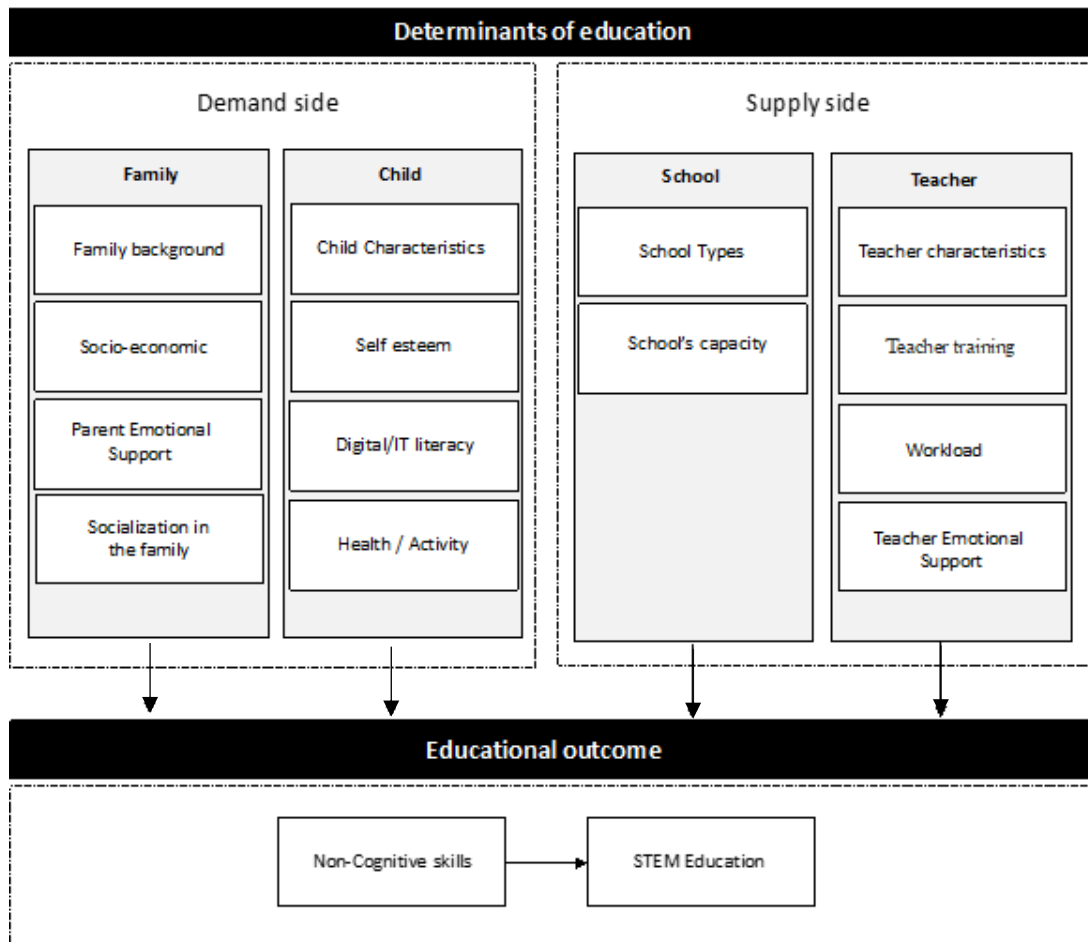 Determinants of education
Demand side
Family
Family background
Socio-economic
Parent Emotional
Support
Socialization in
the family
Child
Child Characteristics
Self esteem
Digital/IT literacy
Health / Activity
Supply side
School
School Types
School's capacity
Teacher
Teacher characteristics
Teacher training
Workload
Teacher Emotional
Support
Educational outcome
Non-Cognitive skills
STEM Education